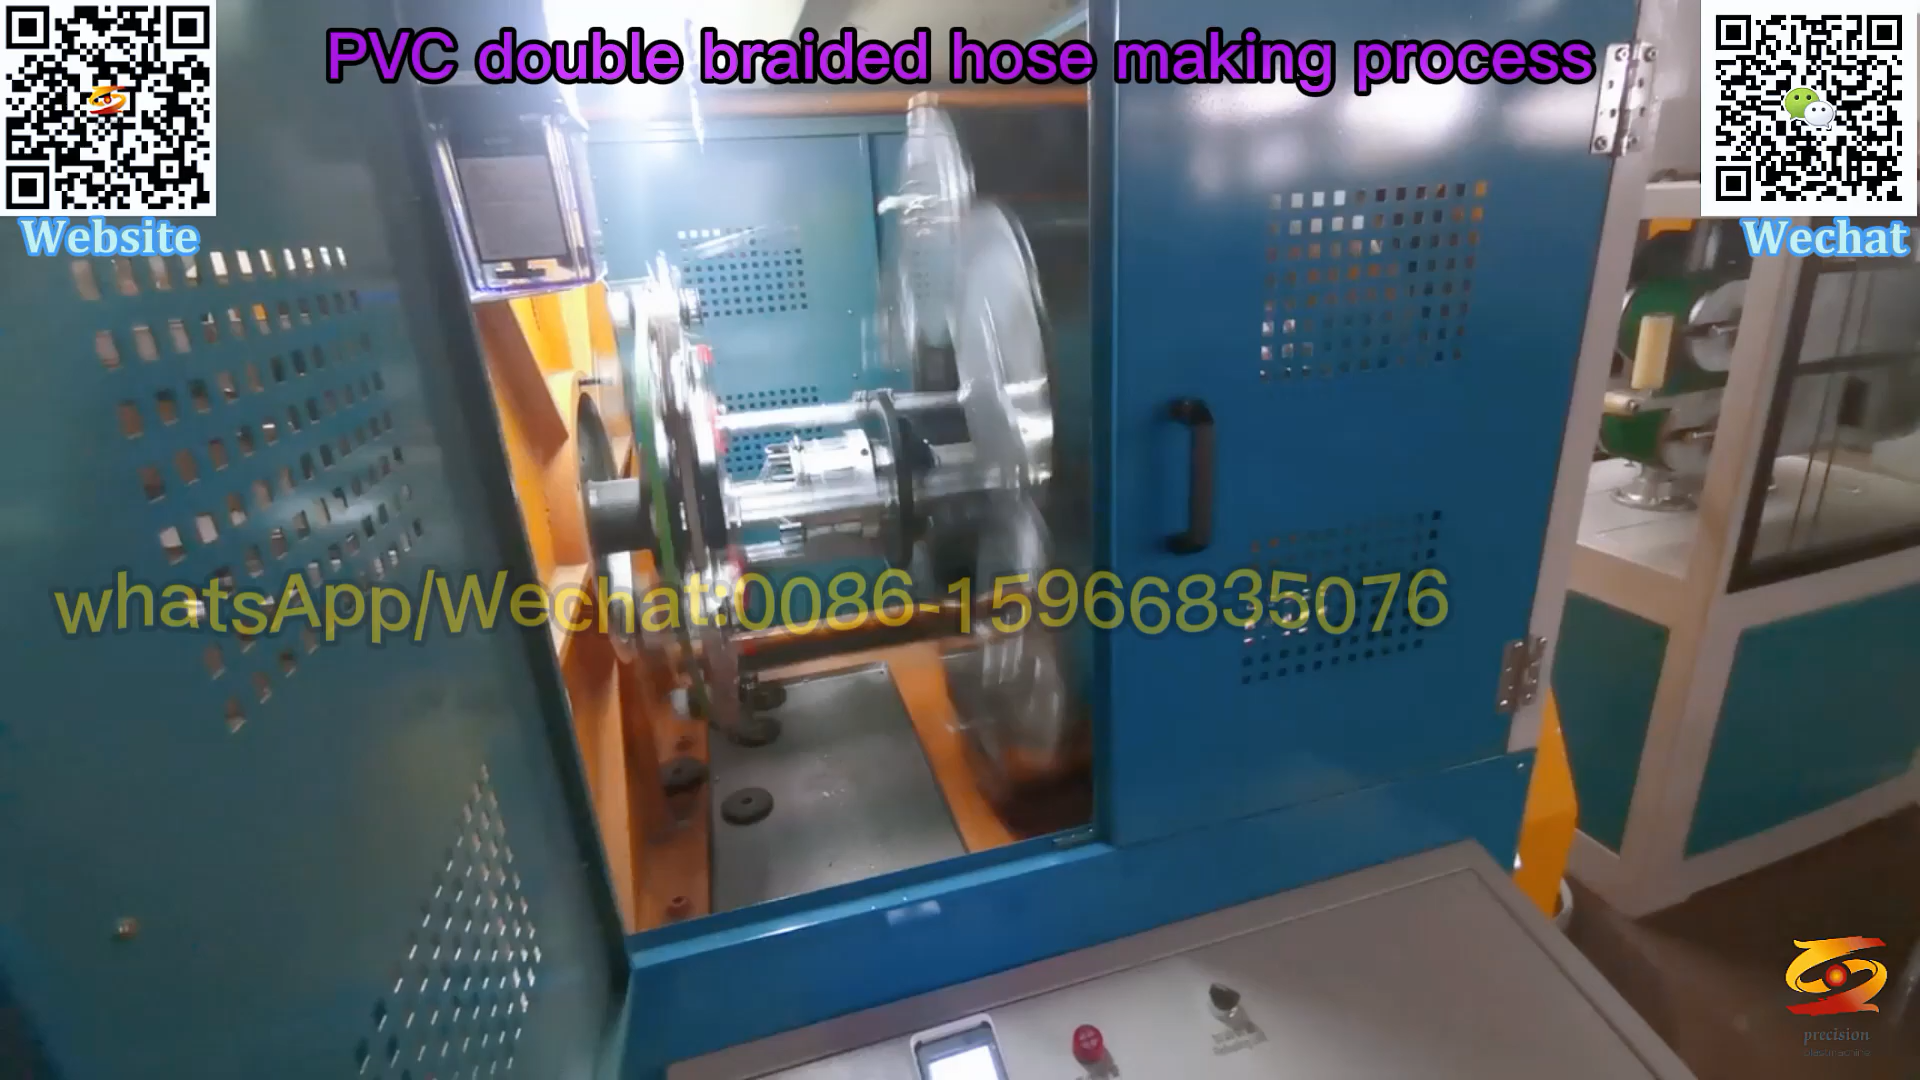 PVC double braided hose making process
Website
Wechat
whatsApp/Wechat:0086-15966835076
precision